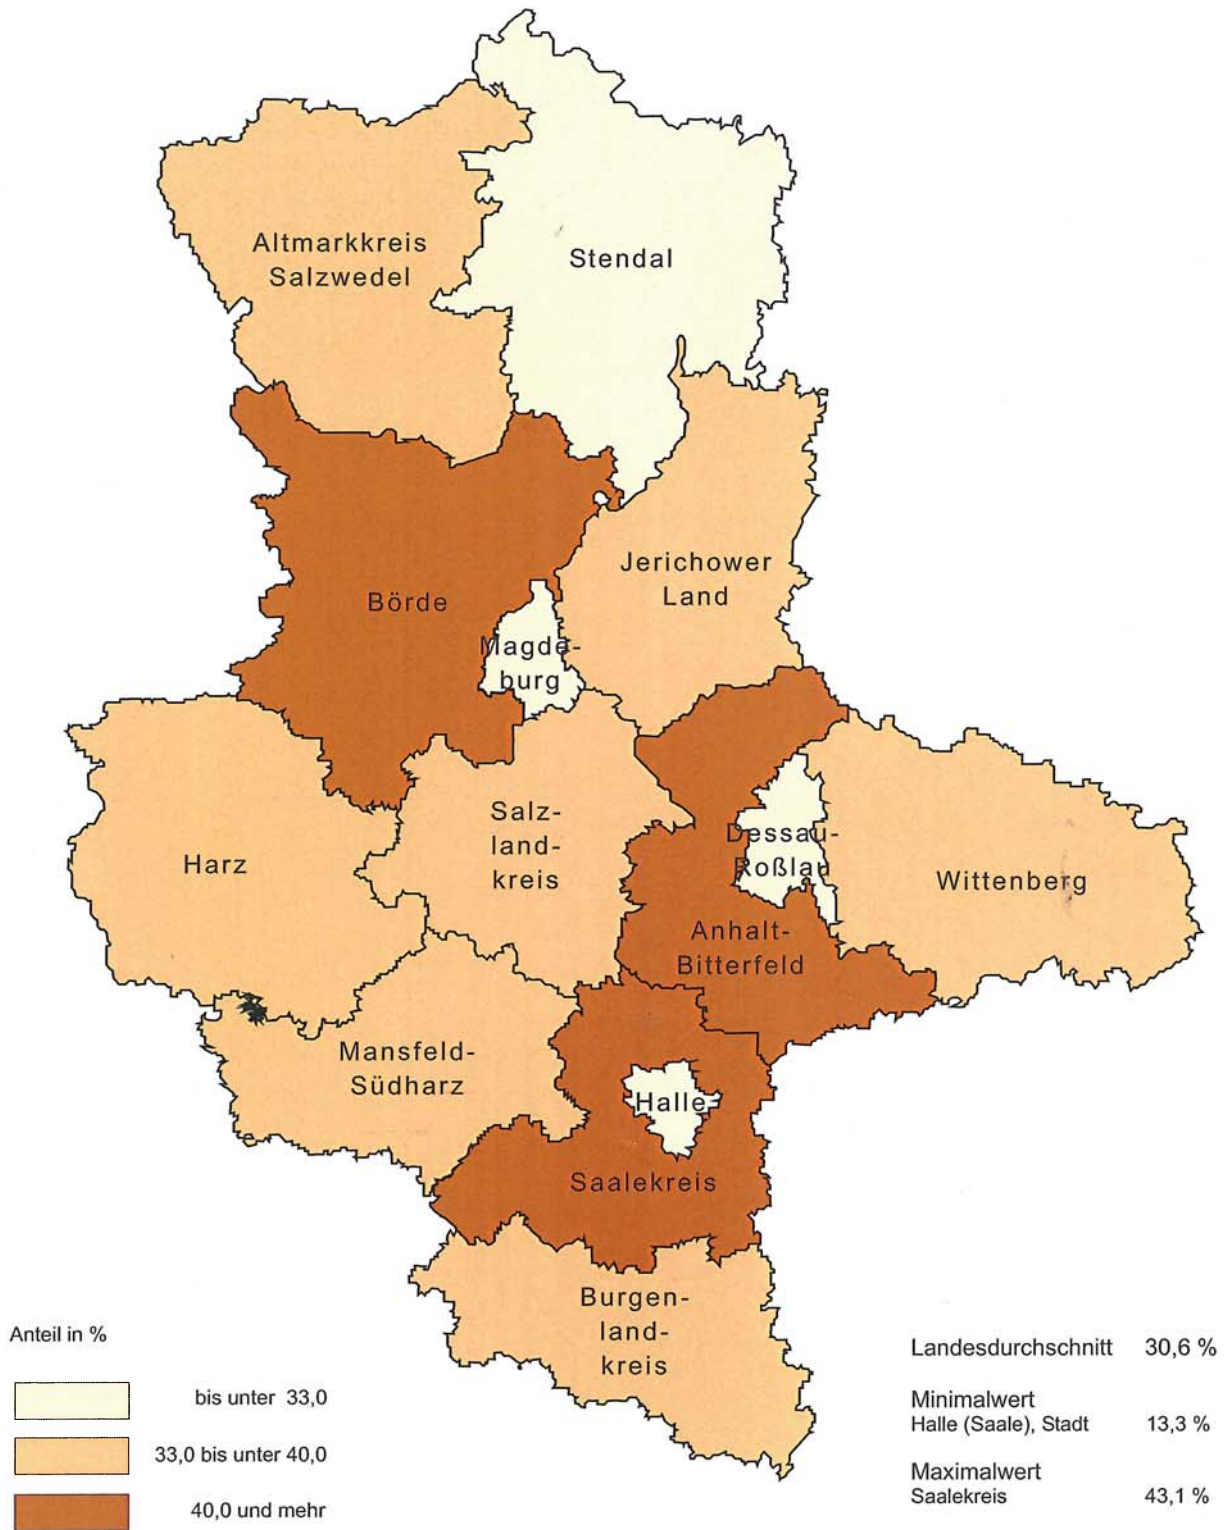 Altmarkkreis
Salzwedel
Stendal
Jerichower
Land
Börde
Magde-
burg
Salz-
land-
kreis
Harz
Dessau-
Roßlau
Wittenberg
Anhalt-
Bitterfeld
Mansfeld-
Südharz
Halle
Saalekreis
Burgen-
land-
kreis
Anteil in %
bis unter 33,0
33,0 bis unter 40,0
40,0 und mehr
Landesdurchschnitt 30,6 %
Minimalwert
Halle (Saale), Stadt 13,3 %
Maximalwert
Saalekreis 43,1 %